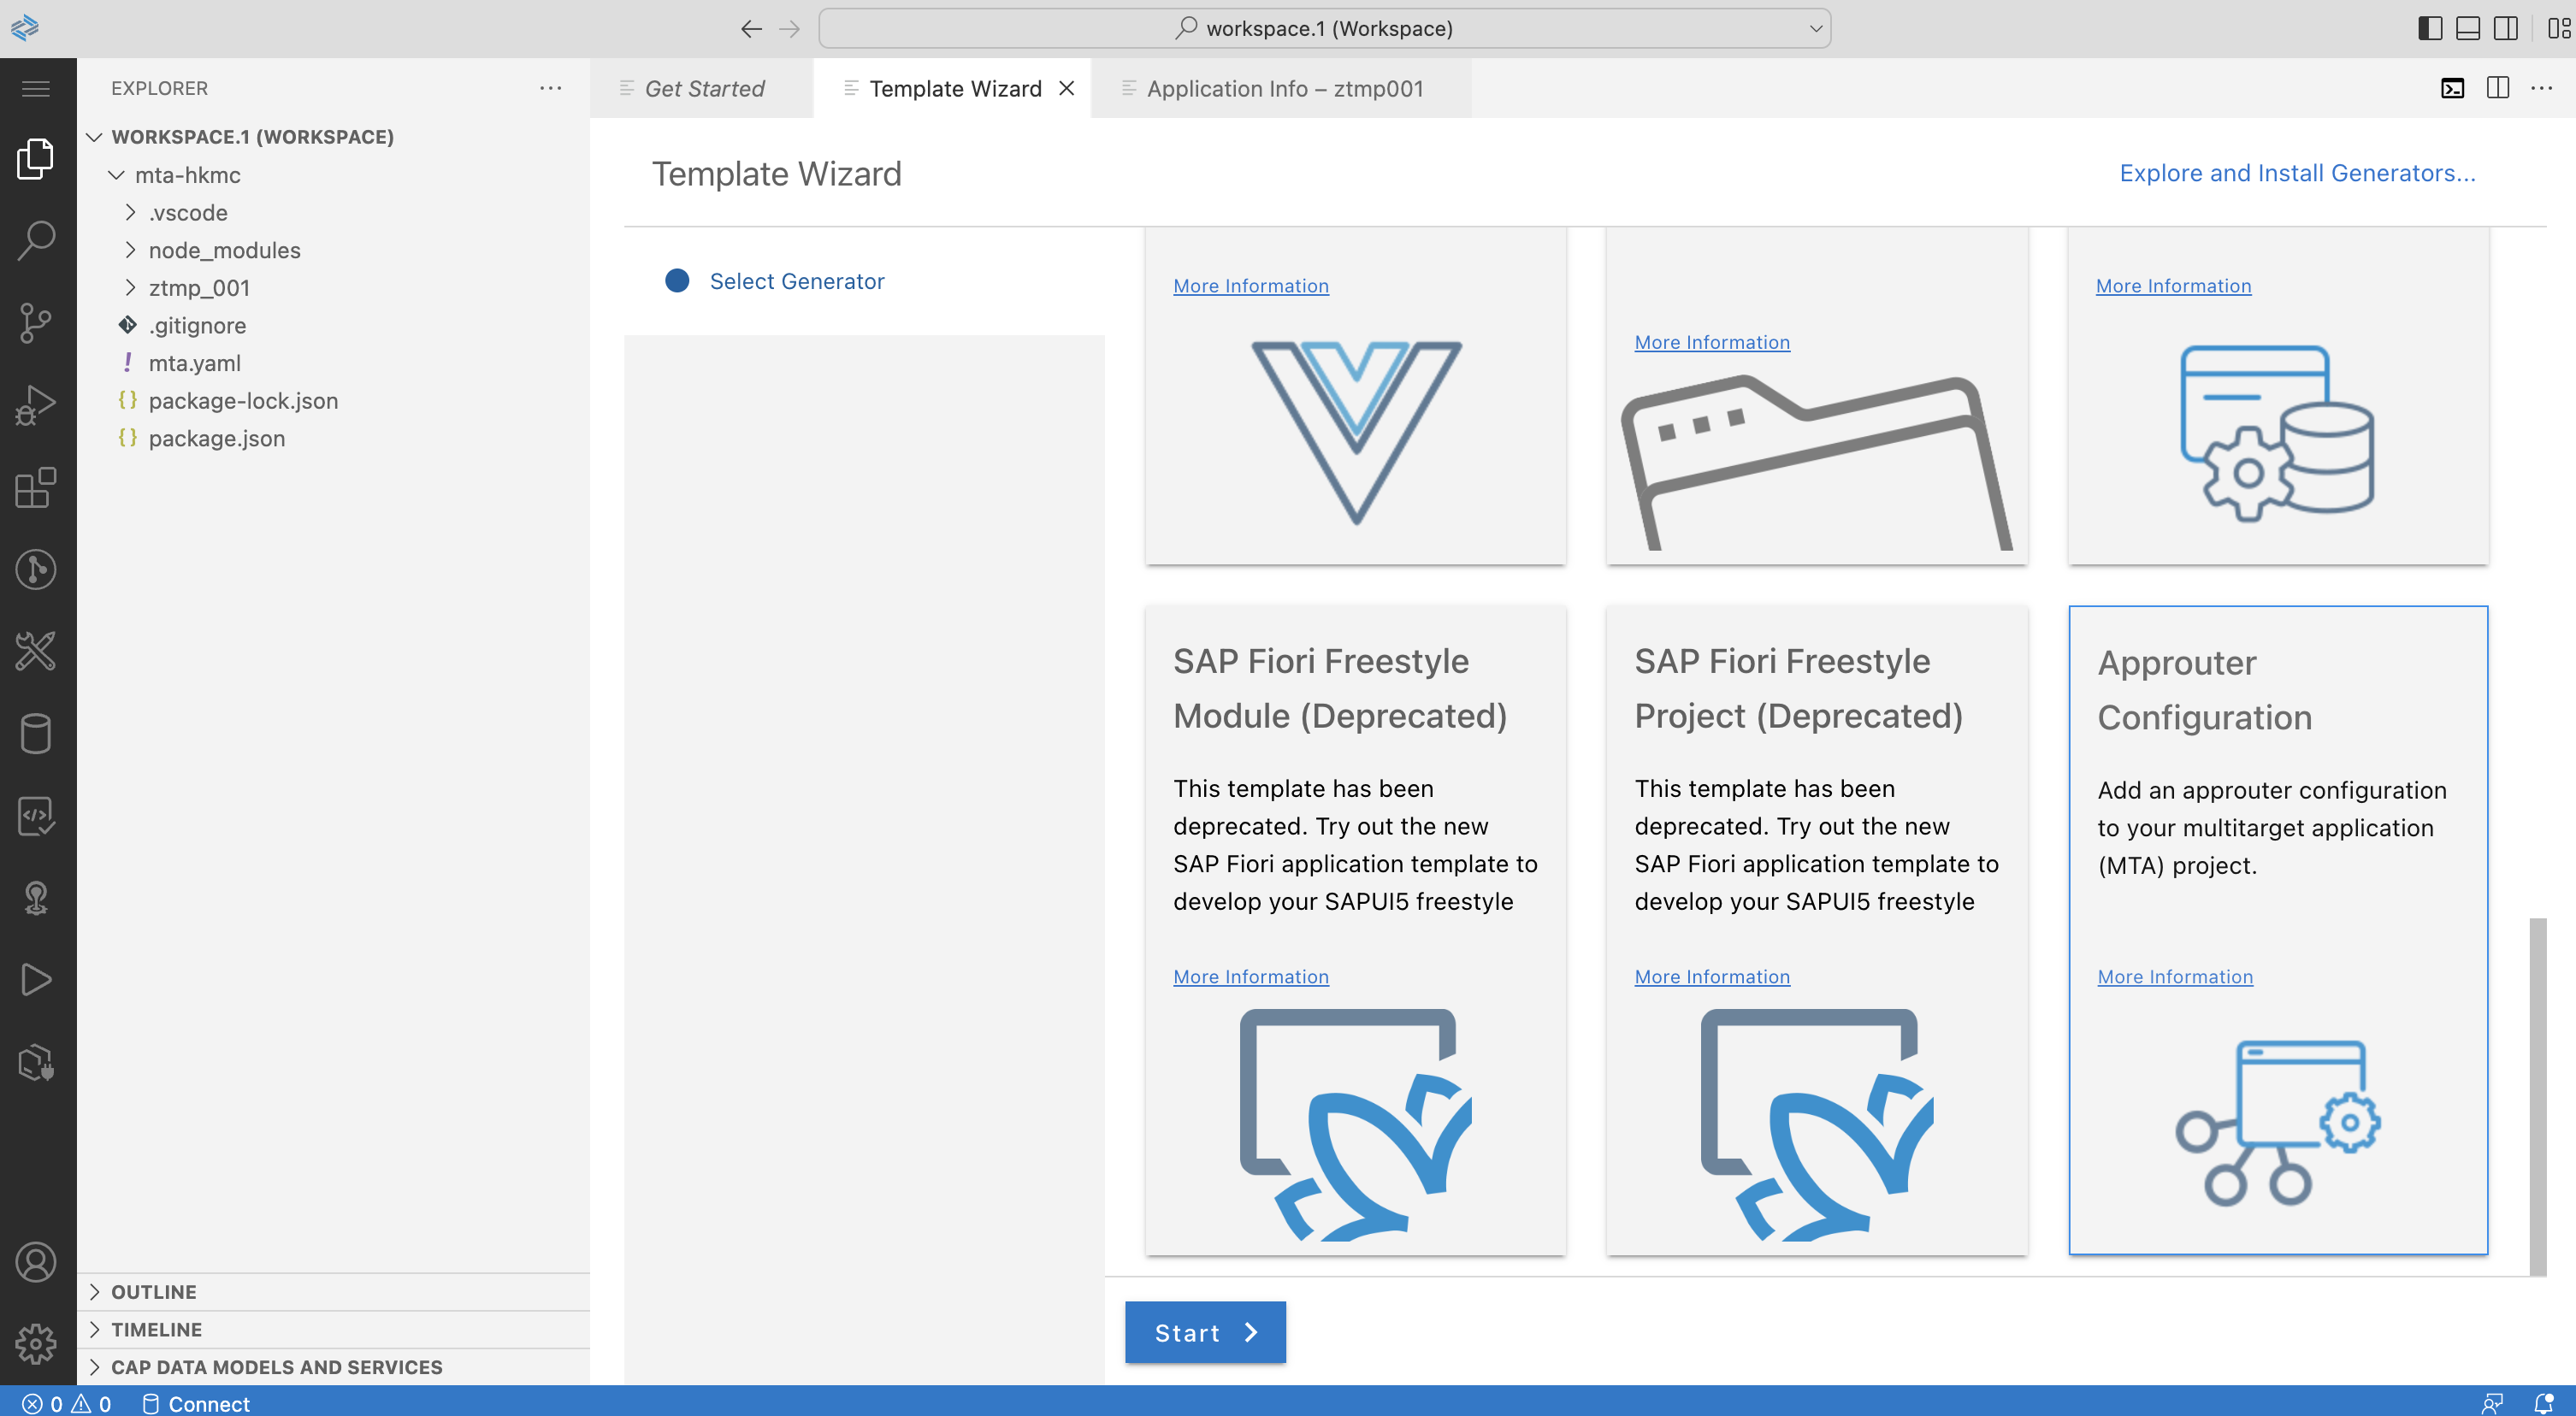 workspace.1 (Workspace)
EXPLORER
WORKSPACE.1 (WORKSPACE)
mta-hkmc
.vscode
node_modules
ztmp_001
.gitignore
mta.yaml
package-lock.json
package.json
OUTLINE
TIMELINE
CAP DATA MODELS AND SERVICES
Get Started
Template Wizard
Application Info – ztmp001
Template Wizard
Explore and Install Generators...
Select Generator
More Information
More Information
More Information
SAP Fiori Freestyle
Module (Deprecated)
This template has been
deprecated. Try out the new
SAP Fiori application template to
develop your SAPUI5 freestyle
More Information
SAP Fiori Freestyle
Project (Deprecated)
This template has been
deprecated. Try out the new
SAP Fiori application template to
develop your SAPUI5 freestyle
More Information
Approuter
Configuration
Add an approuter configuration
to your multitarget application
(MTA) project.
More Information
Start
0 0 Connect